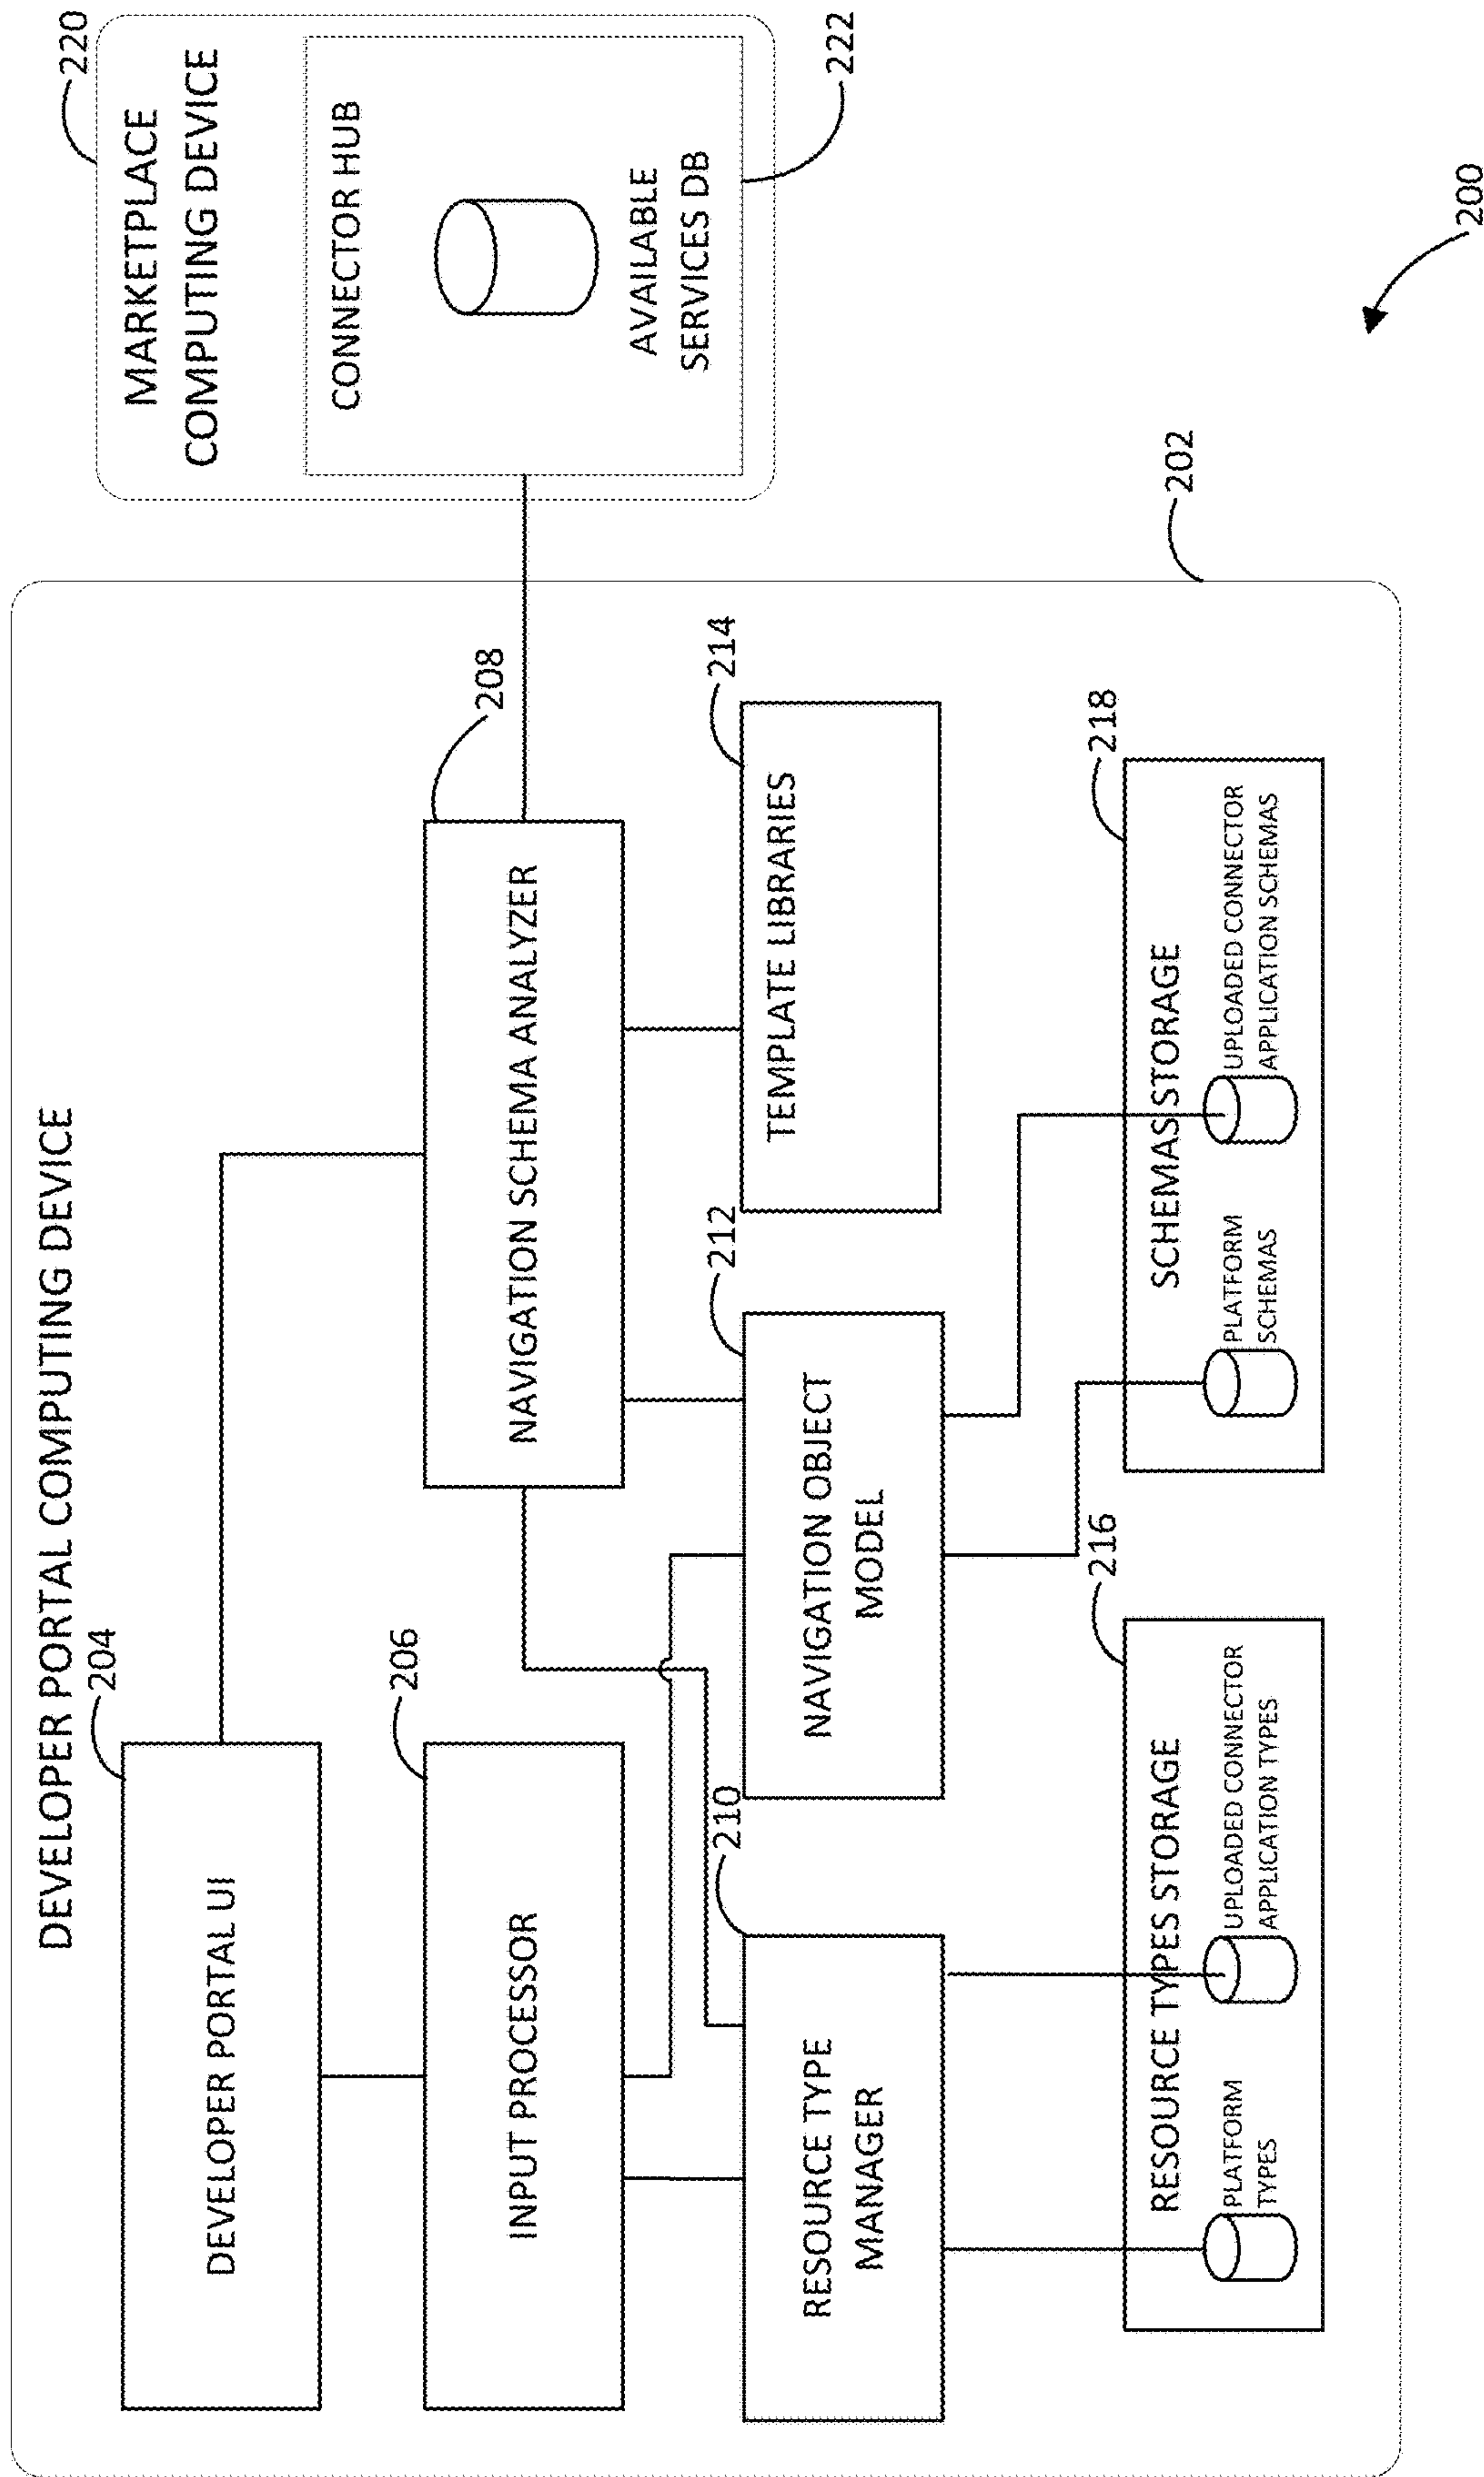 DEVELOPER PORTAL COMPUTING DEVICE
204
DEVELOPER PORTAL UI
206
INPUT PROCESSOR
208
NAVIGATION SCHEMA ANALYZER
210
RESOURCE TYPE
MANAGER
212
NAVIGATION OBJECT
MODEL
214
TEMPLATE LIBRARIES
216
RESOURCE TYPES STORAGE
PLATFORM
TYPES
UPLOADED CONNECTOR
APPLICATION TYPES
218
SCHEMAS STORAGE
PLATFORM
SCHEMAS
UPLOADED CONNECTOR
APPLICATION SCHEMAS
202
220
MARKETPLACE
COMPUTING DEVICE
CONNECTOR HUB
AVAILABLE
SERVICES DB
222
200